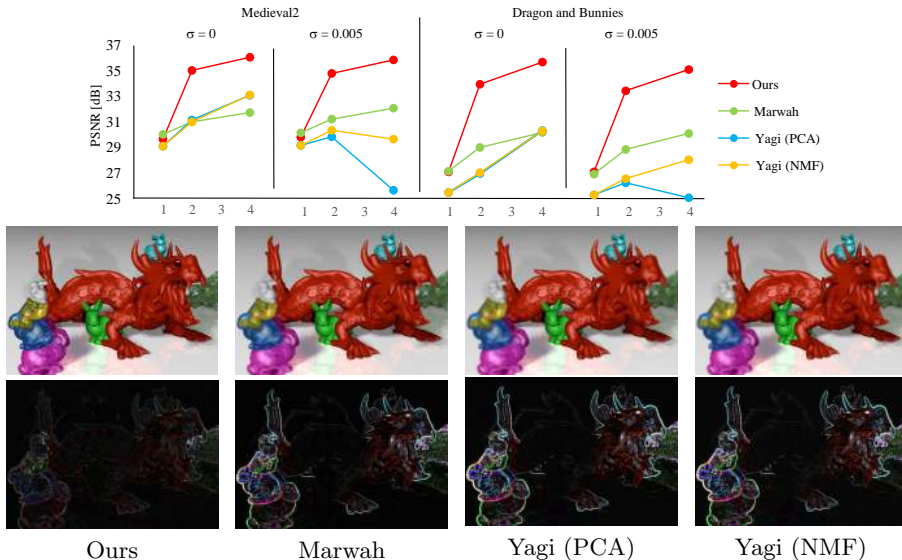 Medieval2
Dragon and Bunnies
σ = 0
σ = 0.005
σ = 0
σ = 0.005
PSNR [dB]
37
35
33
31
29
27
25
1 2 3 4
1 2 3 4
1 2 3 4
1 2 3 4
Ours
Marwah
Yagi (PCA)
Yagi (NMF)
Ours
Marwah
Yagi (PCA)
Yagi (NMF)